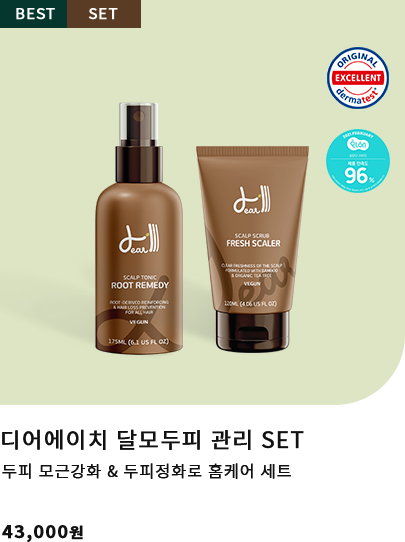 BEST SET
ORIGINAL
EXCELLENT
dermatest
96%
dear.
SCALP TONIC
ROOT REMEDY
ROOT-DERIVED REINFORCING
& HAIR LOSS PREVENTION
FOR ALL HAIR
VEGUN
175ML (6.1 US FL OZ)
dear.
SCALP SCRUB
FRESH SCALER
CLEAR FRESHNESS OF THE SCALP
FORMULATED WITH BAMBOO
& ORGANIC TEA TREE
VEGUN
120ML (4.06 US FL OZ)
디어에이치 달모두피 관리 SET
두피 모근강화 & 두피정화로 홈케어 세트
43,000원